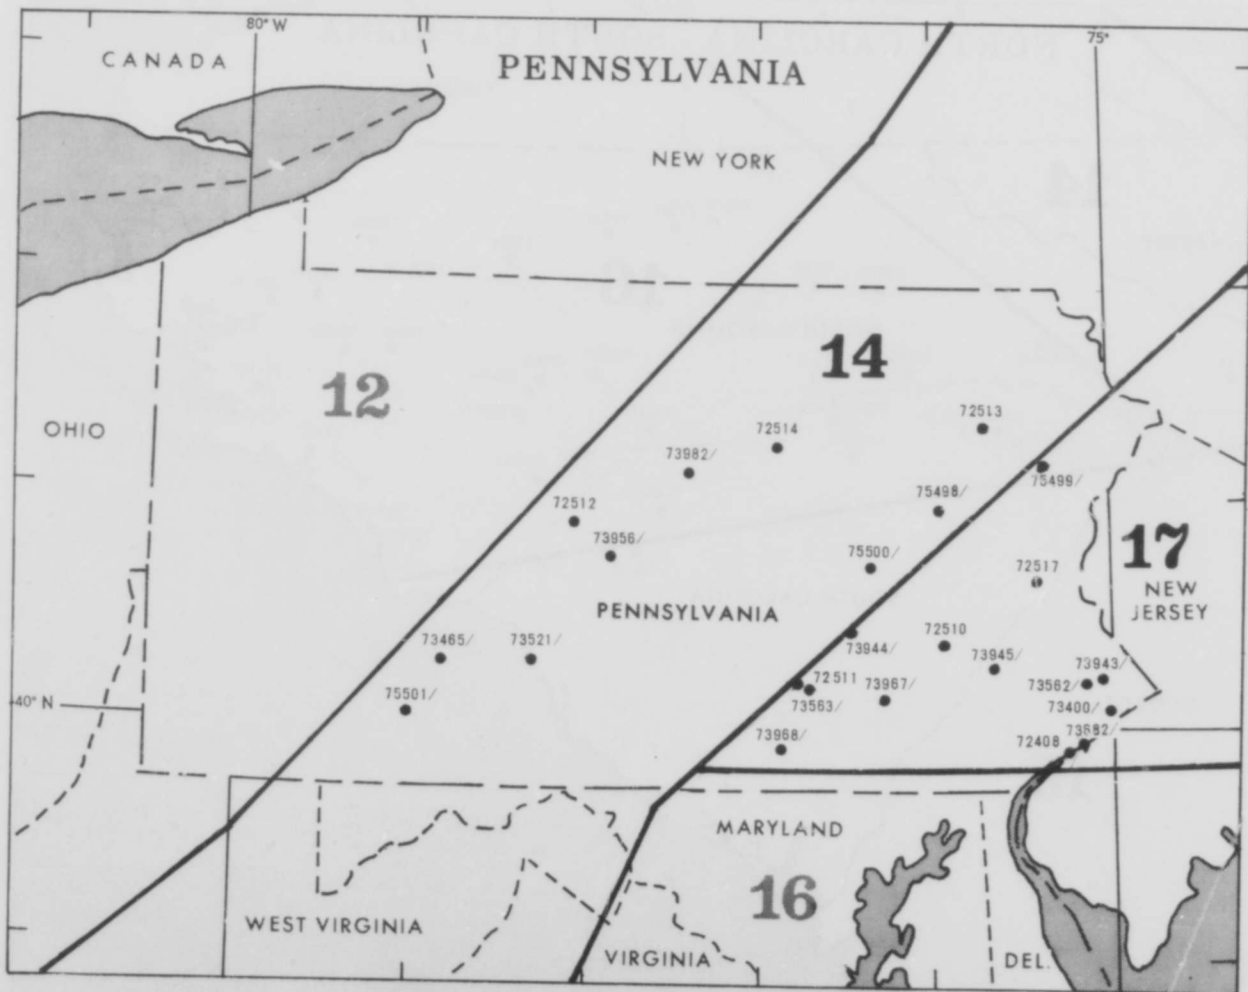 80° W
75°
CANADA
PENNSYLVANIA
NEW YORK
14
12
72513
OHIO
72514
73982/
75499/
75498/
72512
73956/
17
75500/
72517
NEW
JERSEY
PENNSYLVANIA
73465/
73521/
72510
73944/
73945/
73943/
72511
73967/
73562/
75501/
40° N
73563/
73400/
73968/
72408
MARYLAND
16
WEST VIRGINIA
VIRGINIA
DEL.